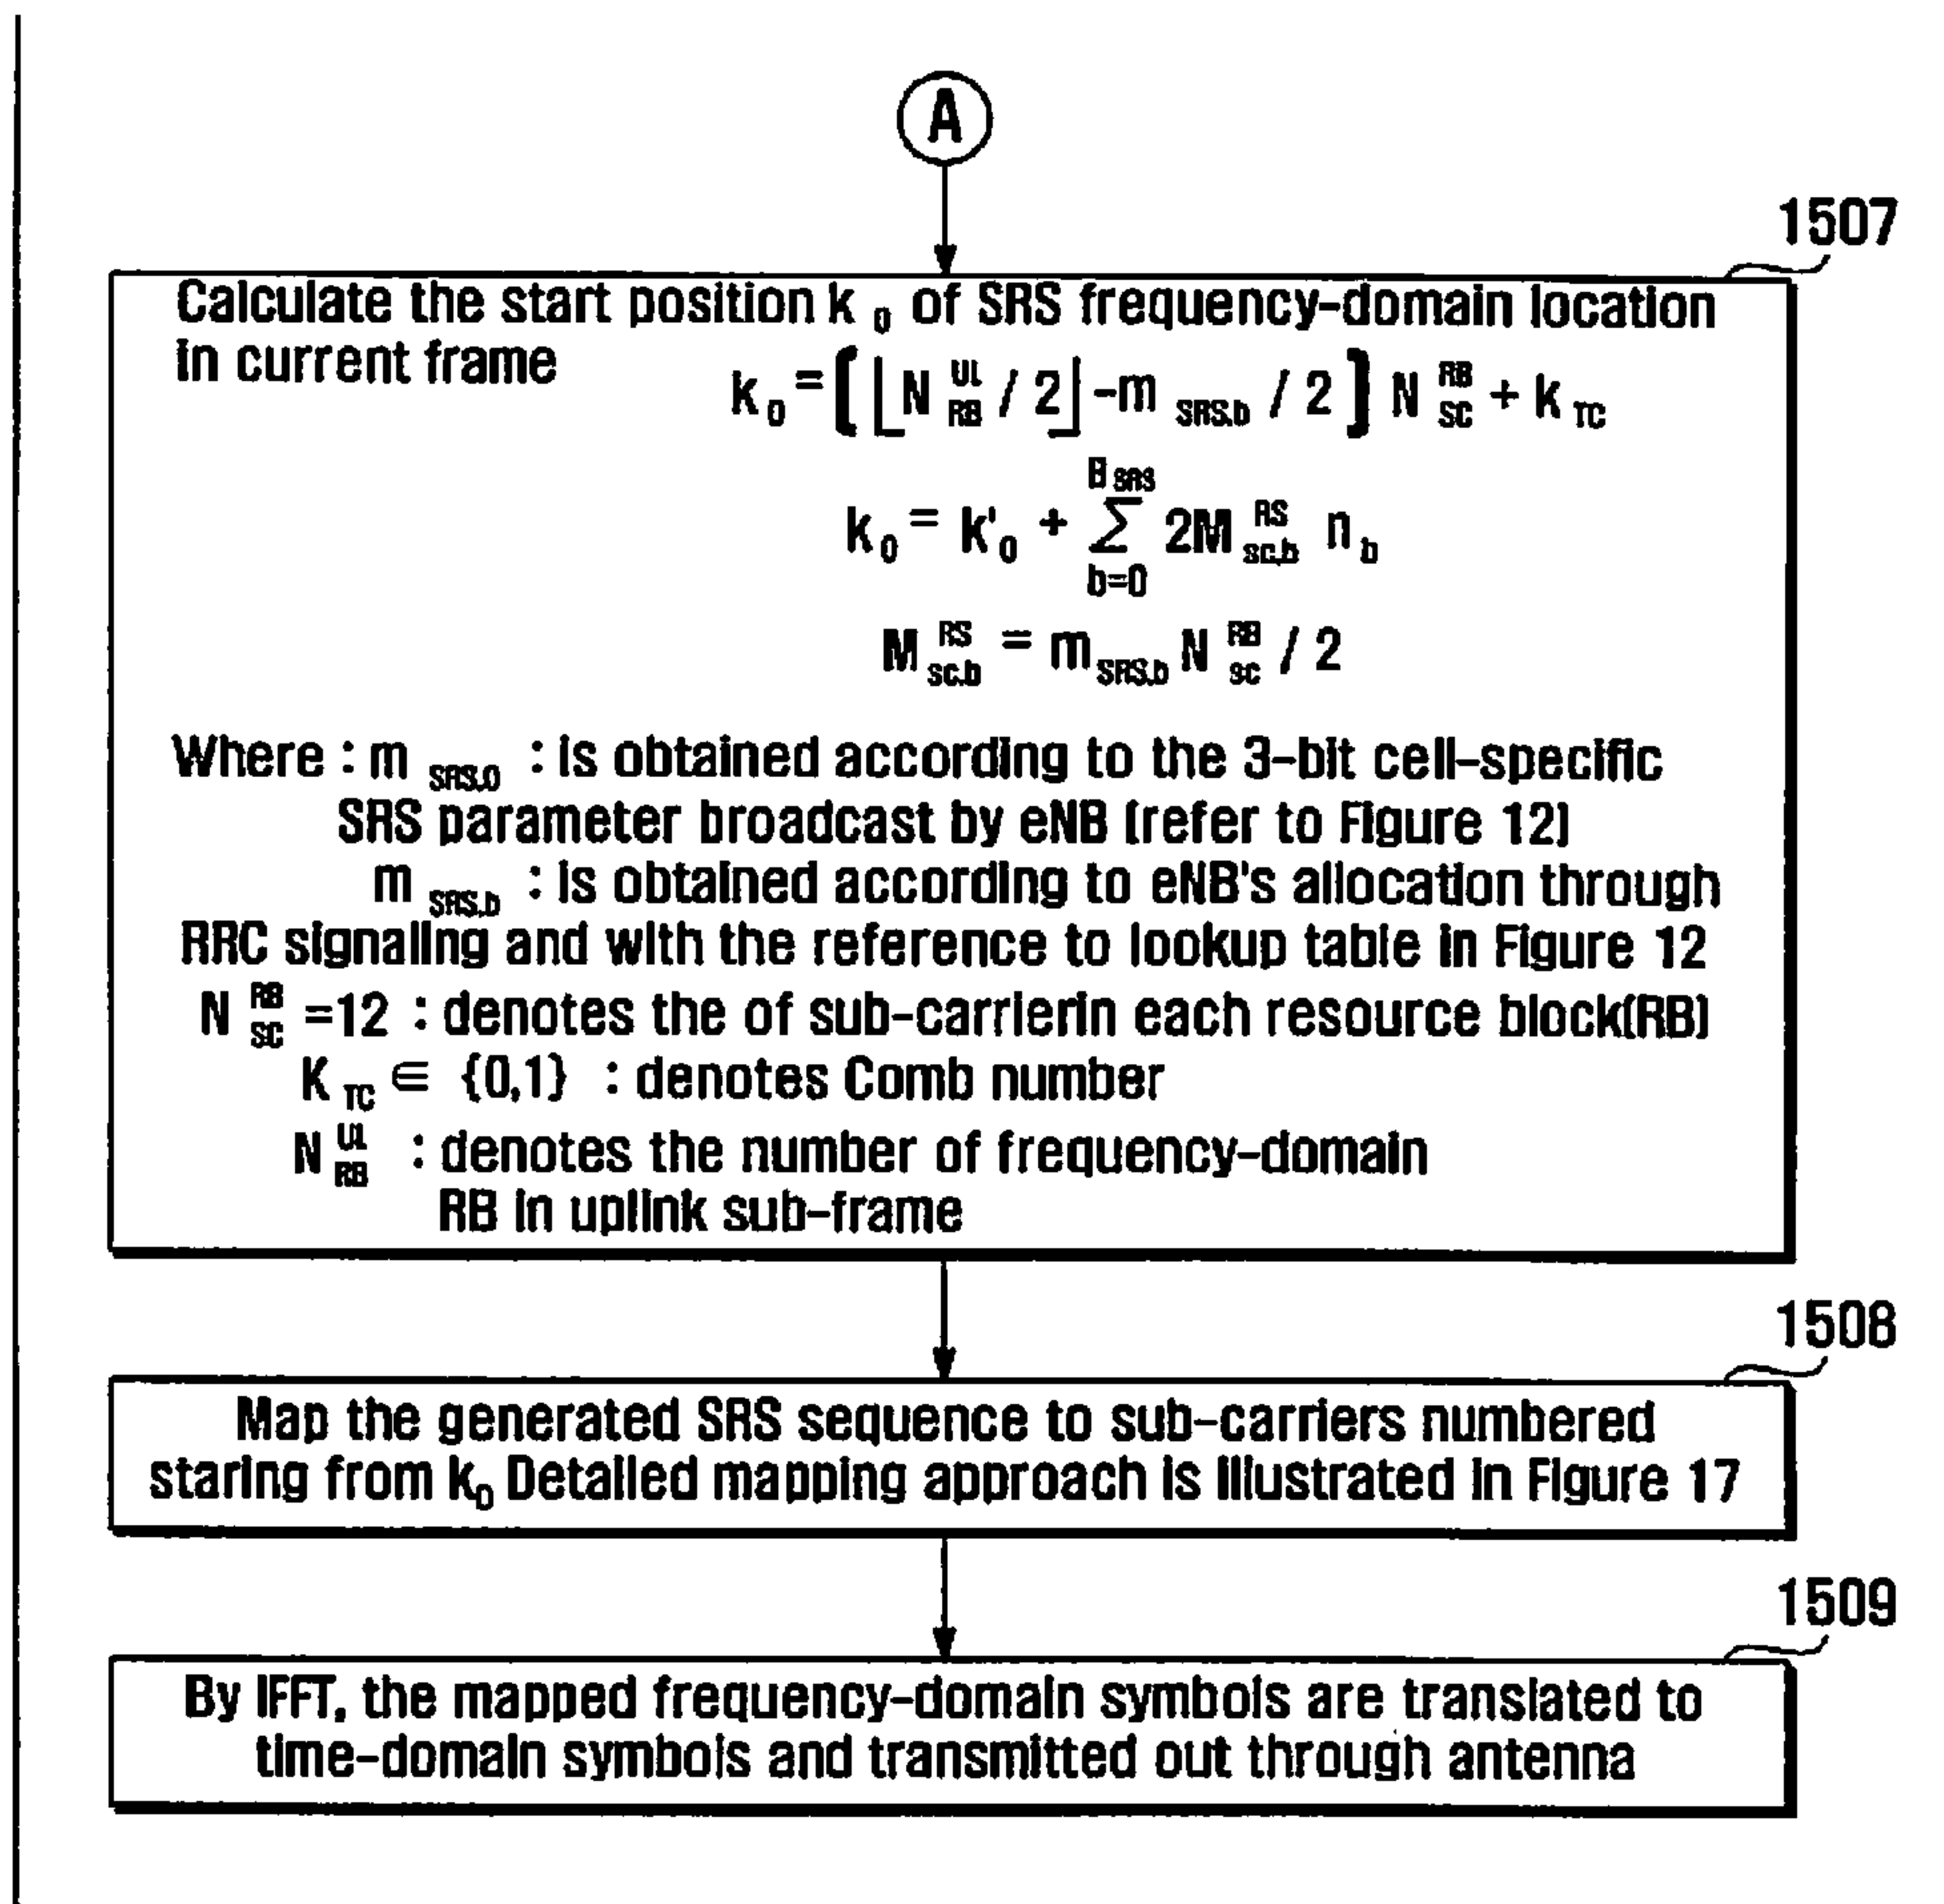 A
1507
Calculate the start position k 0 of SRS frequency-domain location
in current frame
k 0 = [ ⌊ N UL RB / 2 ⌋ -m SRS.b / 2 ] N RB SC + k TC
k 0 = k' 0 + B SRS ∑ b=0 2M RS sc.b n b
M RS sc.b = m SRS.b N RB sc / 2
Where : m SRS.0 : is obtained according to the 3-bit cell-specific
SRS parameter broadcast by eNB (refer to Figure 12)
m SRS.b : is obtained according to eNB's allocation through
RRC signaling and with the reference to lookup table in Figure 12
N RB SC =12 : denotes the of sub-carrierin each resource block(RB)
K TC ∈ {0,1} : denotes Comb number
N UL RB : denotes the number of frequency-domain
RB in uplink sub-frame
1508
Map the generated SRS sequence to sub-carriers numbered
staring from k0 Detailed mapping approach is illustrated in Figure 17
1509
By IFFT, the mapped frequency-domain symbols are translated to
time-domain symbols and transmitted out through antenna